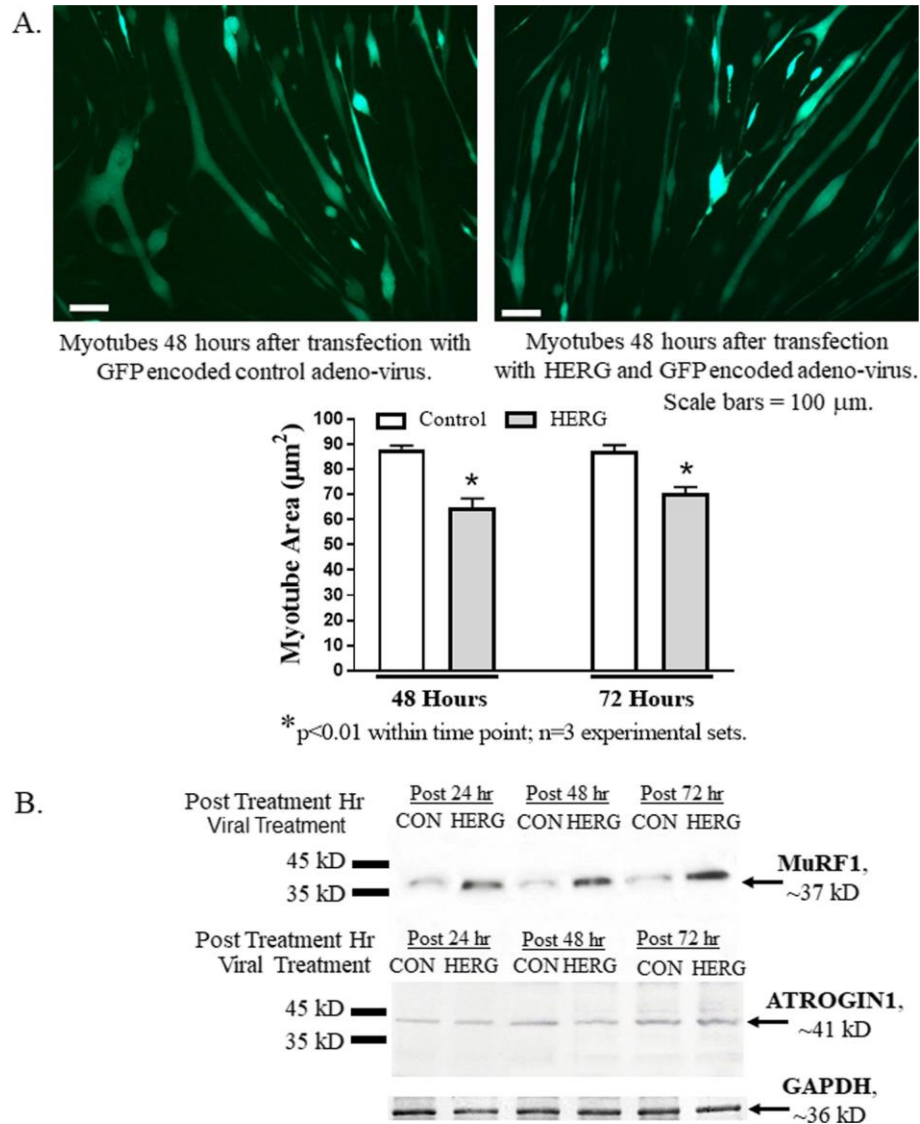 A.
Myotubes 48 hours after transfection with
GFP encoded control adeno-virus.
Myotubes 48 hours after transfection
with HERG and GFP encoded adeno-virus.
Scale bars = 100 μm.
Control HERG
Myotube Area (μm²)
100
90
80
70
60
50
40
30
20
10
0
* *
48 Hours 72 Hours
*p<0.01 within time point; n=3 experimental sets.
B.
Post Treatment Hr Post 24 hr Post 48 hr Post 72 hr
Viral Treatment CON HERG CON HERG CON HERG
45 kD
35 kD
MuRF1,
~37 kD
Post Treatment Hr Post 24 hr Post 48 hr Post 72 hr
Viral Treatment CON HERG CON HERG CON HERG
45 kD
35 kD
ATROGIN1,
~41 kD
GAPDH,
~36 kD